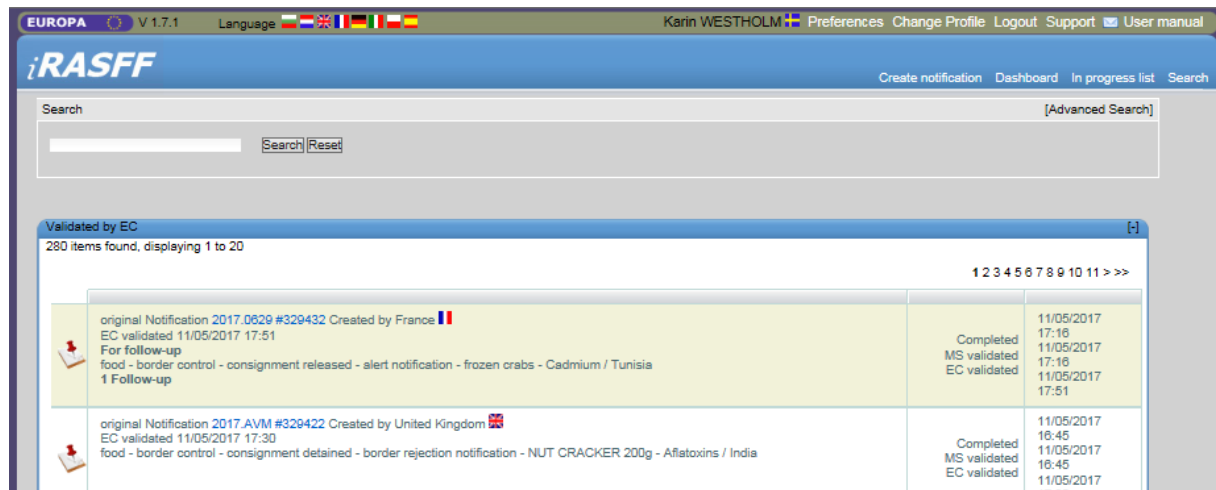 EUROPA V 1.7.1 Language Karin WESTHOLM Preferences Change Profile Logout Support User manual
iRASFF
Create notification Dashboard In progress list Search
Search [Advanced Search]
Search Reset
Validated by EC [-]
280 items found, displaying 1 to 20
1 2 3 4 5 6 7 8 9 10 11 > >>
original Notification 2017.0629 #329432 Created by France
EC validated 11/05/2017 17:51
For follow-up
food - border control - consignment released - alert notification - frozen crabs - Cadmium / Tunisia
1 Follow-up
Completed
MS validated
EC validated
11/05/2017
17:16
11/05/2017
17:16
11/05/2017
17:51
original Notification 2017.AVM #329422 Created by United Kingdom
EC validated 11/05/2017 17:30
food - border control - consignment detained - border rejection notification - NUT CRACKER 200g - Aflatoxins / India
Completed
MS validated
EC validated
11/05/2017
16:45
11/05/2017
16:45
11/05/2017